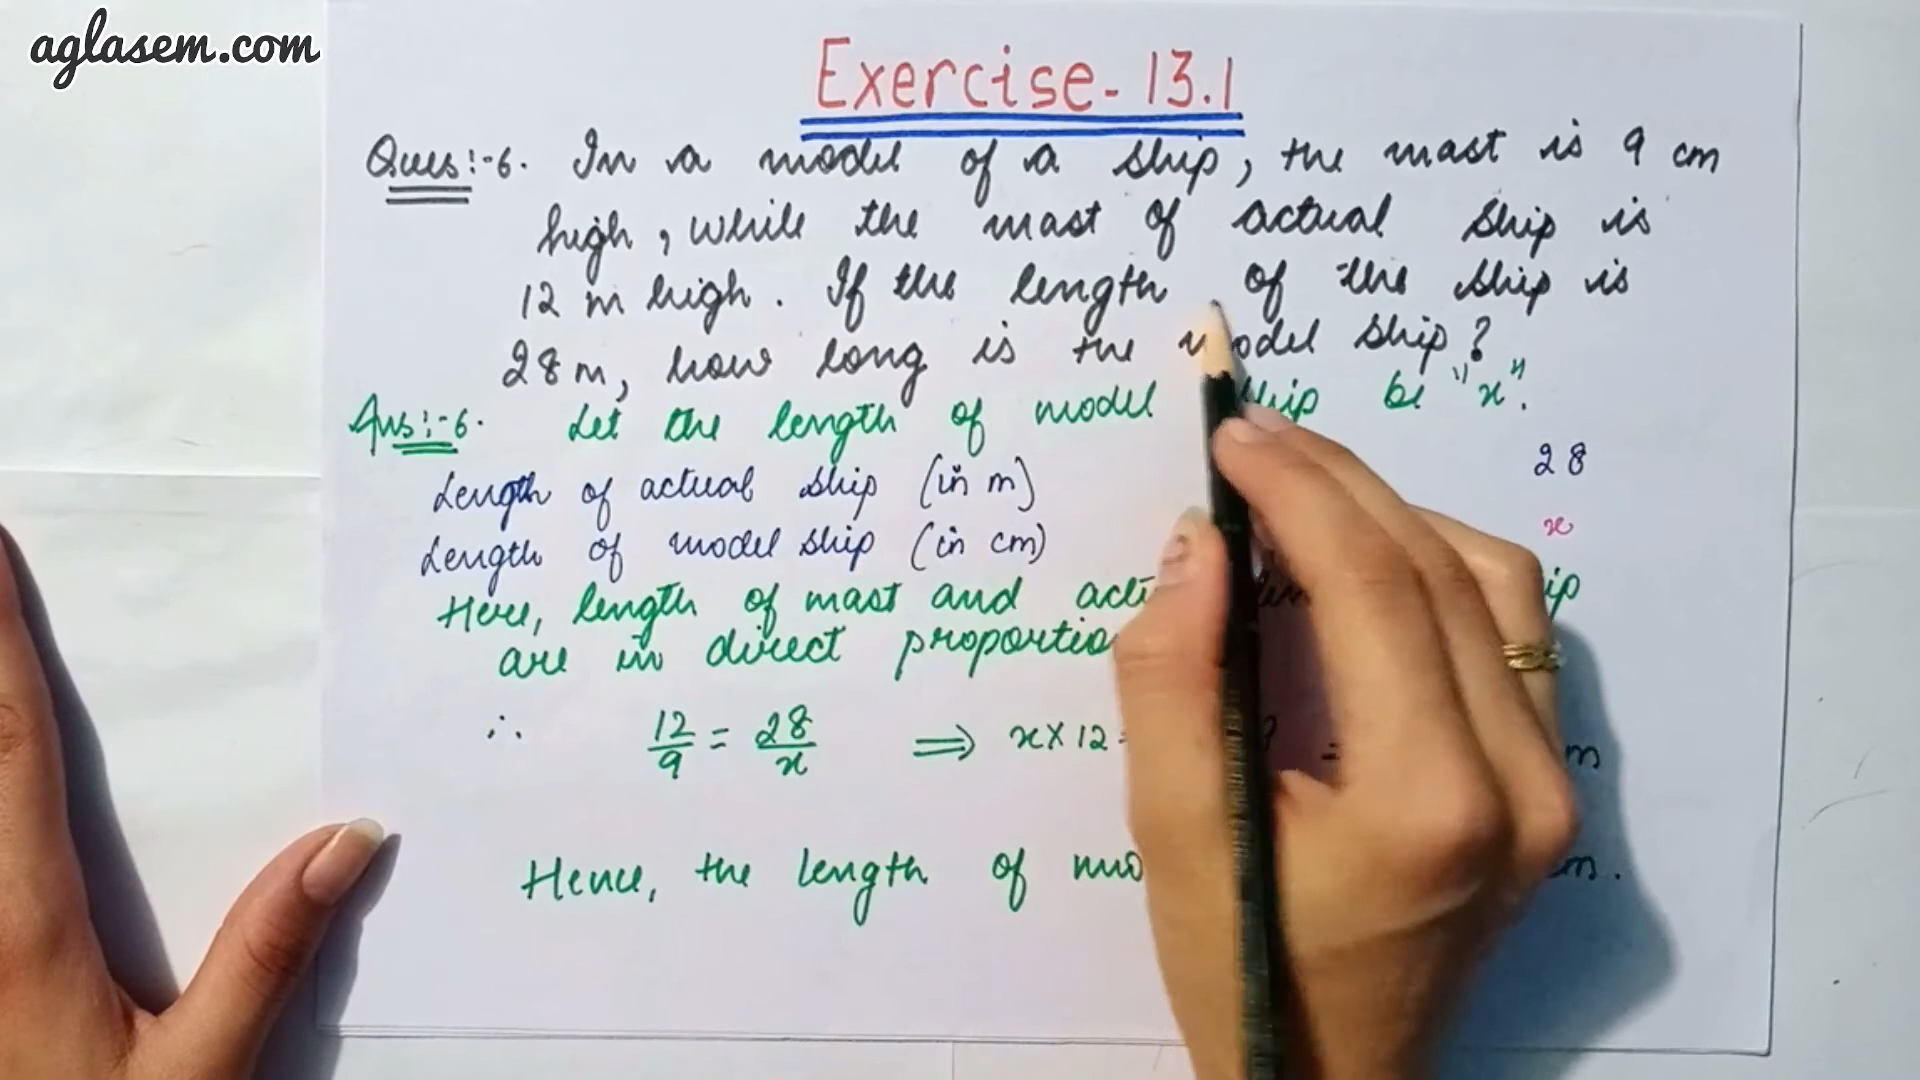 aglasem.com
Exercise-13.1
Ques:-6. In a model of a ship, the mast is 9 cm
high, while the mast of actual ship is
12 m high. If the length of the ship is
28 m, how long is the model ship?
Ans:-6. Let the length of model ship be "x".
Length of actual ship (in m) 28
Length of model ship (in cm) x
Here, length of mast and
are in direct
∴ 12/9 = 28/x ⟹ x × 12 =
Hence, the length of